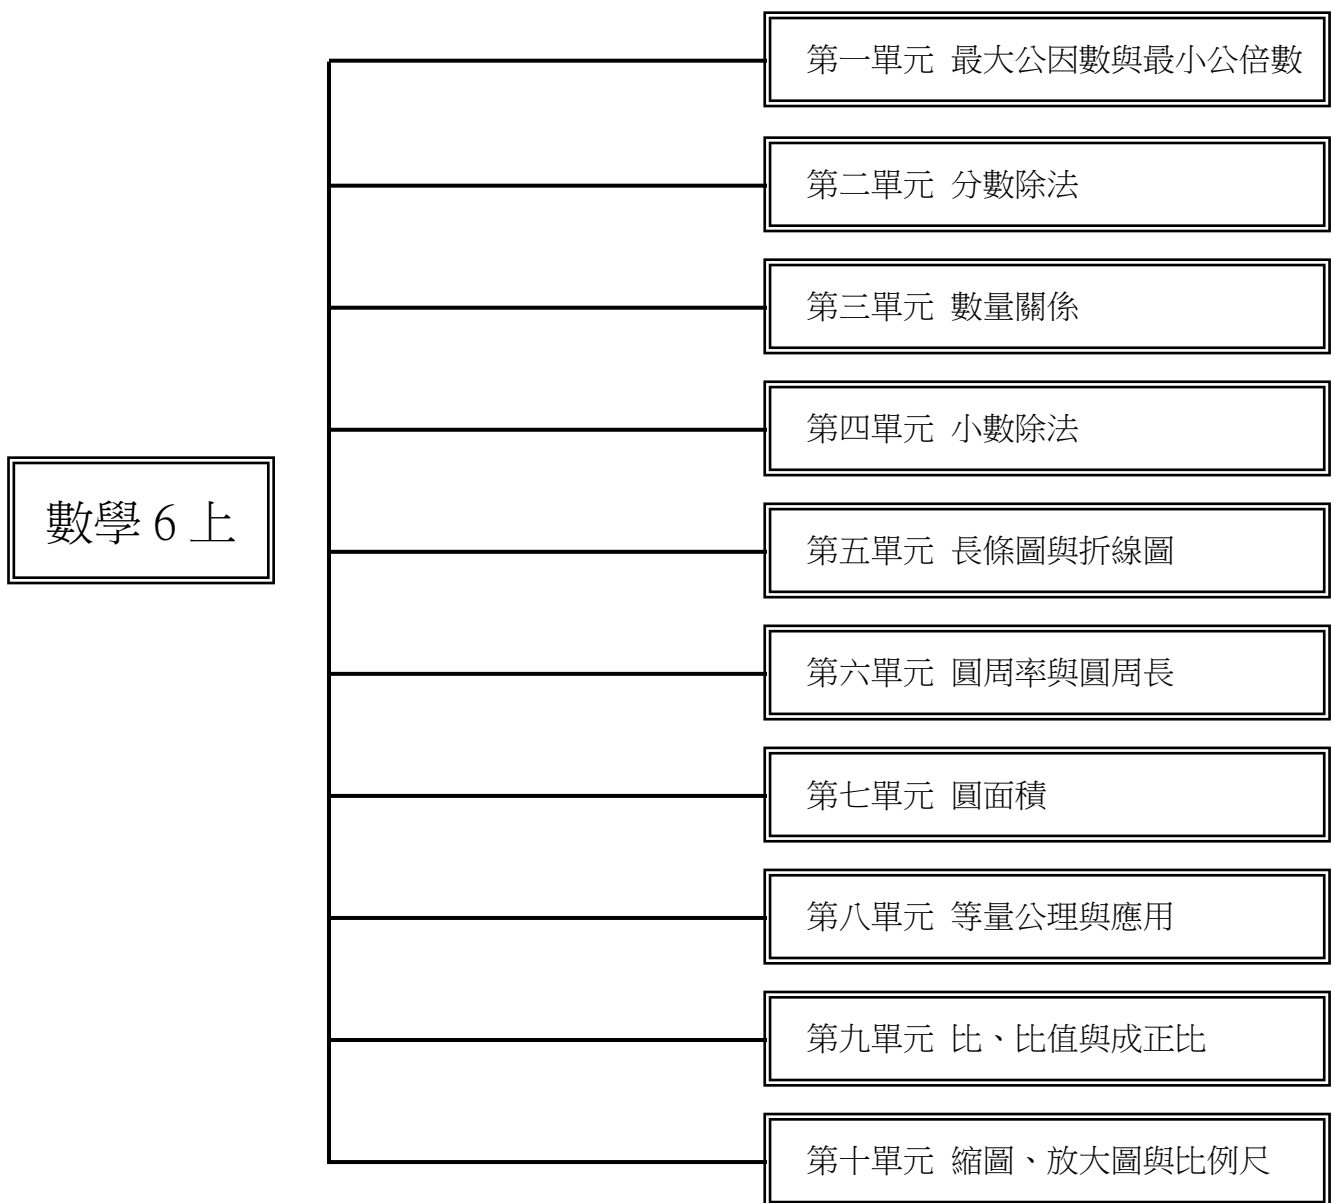 數學 6 上
第一單元 最大公因數與最小公倍數
第二單元 分數除法
第三單元 數量關係
第四單元 小數除法
第五單元 長條圖與折線圖
第六單元 圓周率與圓周長
第七單元 圓面積
第八單元 等量公理與應用
第九單元 比、比值與成正比
第十單元 縮圖、放大圖與比例尺